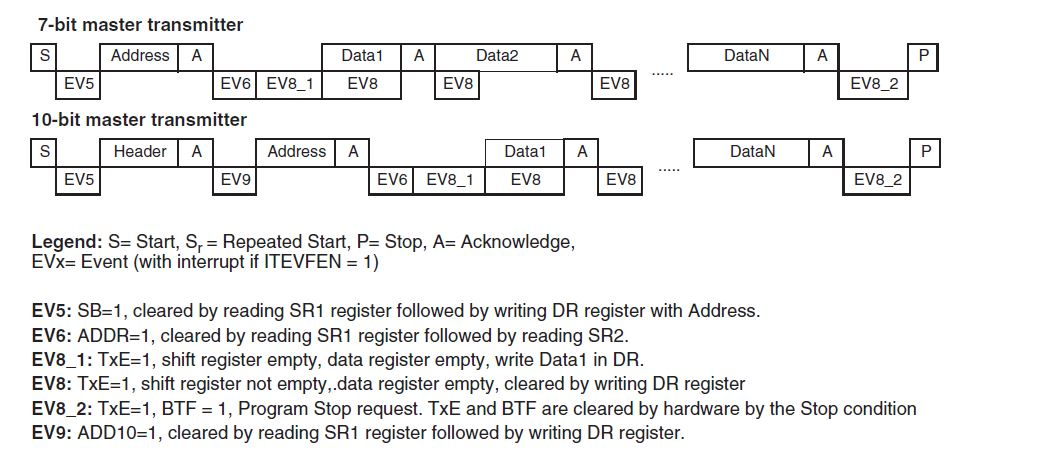 7-bit master transmitter
S Address A Data1 A Data2 A ..... DataN A P
EV5 EV6 EV8_1 EV8 EV8 EV8 EV8_2
10-bit master transmitter
S Header A Address A Data1 A ..... DataN A P
EV5 EV9 EV6 EV8_1 EV8 EV8 EV8_2
Legend: S= Start, Sr = Repeated Start, P= Stop, A= Acknowledge,
EVx= Event (with interrupt if ITEVFEN = 1)
EV5: SB=1, cleared by reading SR1 register followed by writing DR register with Address.
EV6: ADDR=1, cleared by reading SR1 register followed by reading SR2.
EV8_1: TxE=1, shift register empty, data register empty, write Data1 in DR.
EV8: TxE=1, shift register not empty,.data register empty, cleared by writing DR register
EV8_2: TxE=1, BTF = 1, Program Stop request. TxE and BTF are cleared by hardware by the Stop condition
EV9: ADD10=1, cleared by reading SR1 register followed by writing DR register.